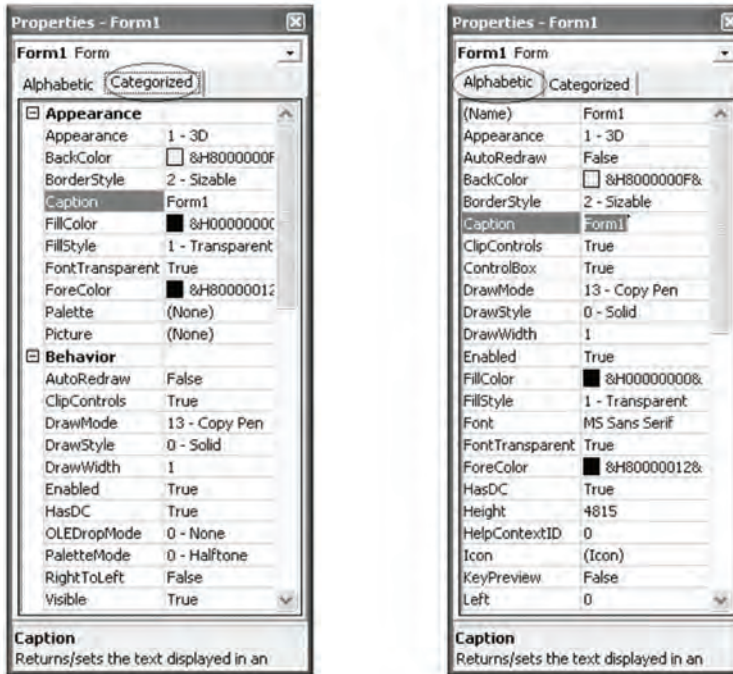 Properties - Form1
Form1 Form
Alphabetic Categorized
Appearance
Appearance 1 - 3D
BackColor &H8000000F
BorderStyle 2 - Sizable
Caption Form1
FillColor &H00000000
FillStyle 1 - Transparent
FontTransparent True
ForeColor &H80000012
Palette (None)
Picture (None)
Behavior
AutoRedraw False
ClipControls True
DrawMode 13 - Copy Pen
DrawStyle 0 - Solid
DrawWidth 1
Enabled True
HasDC True
OLEDropMode 0 - None
PaletteMode 0 - Halftone
RightToLeft False
Visible True
Caption
Returns/sets the text displayed in an
Properties - Form1
Form1 Form
Alphabetic Categorized
(Name) Form1
Appearance 1 - 3D
AutoRedraw False
BackColor &H8000000F&
BorderStyle 2 - Sizable
Caption Form1
ClipControls True
ControlBox True
DrawMode 13 - Copy Pen
DrawStyle 0 - Solid
DrawWidth 1
Enabled True
FillColor &H00000000&
FillStyle 1 - Transparent
Font MS Sans Serif
FontTransparent True
ForeColor &H80000012&
HasDC True
Height 4815
HelpContextID 0
Icon (Icon)
KeyPreview False
Left 0
Caption
Returns/sets the text displayed in an